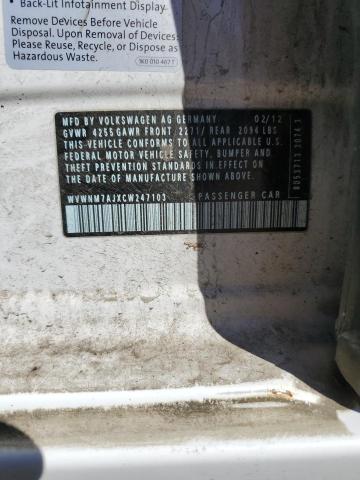 • Back-Lit Infotainment Display
Remove Devices Before Vehicle
Disposal. Upon Removal of Devices
Please Reuse, Recycle, or Dispose as
Hazardous Waste.
1K0 010 467 T
MFD BY VOLKSWAGEN AG GERMANY 02/12
GVWR 4255 GAWR FRONT 2271/ REAR 2094 LBS
THIS VEHICLE CONFORMS TO ALL APPLICABLE U.S.
FEDERAL MOTOR VEHICLE SAFETY, BUMPER AND
THEFT PREVENTION STANDARDS IN EFFECT ON
THE DATE OF MANUFACTURE SHOWN ABOVE.
WVWNM7AJXCW247103 PASSENGER CAR